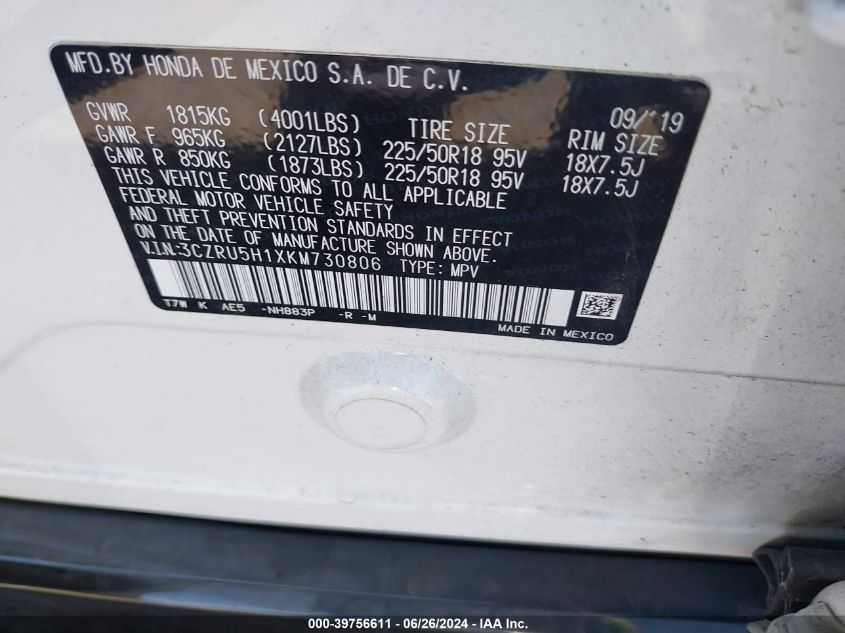 MFD.BY HONDA DE MEXICO S.A. DE C.V.
09/'19
GVWR 1815KG (4001LBS) TIRE SIZE RIM SIZE
GAWR F 965KG (2127LBS) 225/50R18 95V 18X7.5J
GAWR R 850KG (1873LBS) 225/50R18 95V 18X7.5J
THIS VEHICLE CONFORMS TO ALL APPLICABLE
FEDERAL MOTOR VEHICLE SAFETY
AND THEFT PREVENTION STANDARDS IN EFFECT
ON THE DATE OF MANUFACTURE SHOWN ABOVE.
V.I.N:3CZRU5H1XKM730806 TYPE: MPV
T7W K AE5 -NH883P -R -M
MADE IN MEXICO
000-39756611 - 06/26/2024 - IAA Inc.